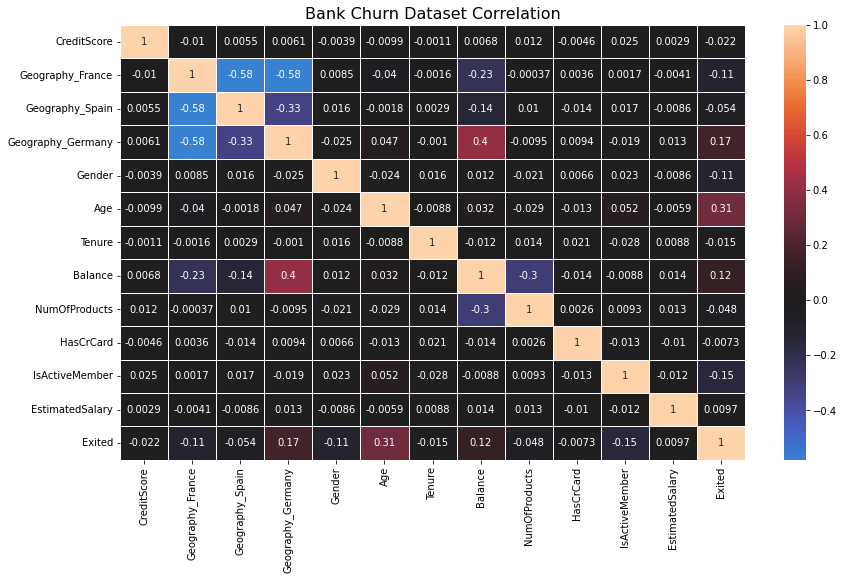 Bank Churn Dataset Correlation
CreditScore 1 -0.01 0.0055 0.0061 -0.0039 -0.0099 -0.0011 0.0068 0.012 -0.0046 0.025 0.0029 -0.022
Geography_France -0.01 1 -0.58 -0.58 0.0085 -0.04 -0.0016 -0.23 -0.00037 0.0036 0.0017 -0.0041 -0.11
Geography_Spain 0.0055 -0.58 1 -0.33 0.016 -0.0018 0.0029 -0.14 0.01 -0.014 0.017 -0.0086 -0.054
Geography_Germany 0.0061 -0.58 -0.33 1 -0.025 0.047 -0.001 0.4 -0.0095 0.0094 -0.019 0.013 0.17
Gender -0.0039 0.0085 0.016 -0.025 1 -0.024 0.016 0.012 -0.021 0.0066 0.023 -0.0086 -0.11
Age -0.0099 -0.04 -0.0018 0.047 -0.024 1 -0.0088 0.032 -0.029 -0.013 0.052 -0.0059 0.31
Tenure -0.0011 -0.0016 0.0029 -0.001 0.016 -0.0088 1 -0.012 0.014 0.021 -0.028 0.0088 -0.015
Balance 0.0068 -0.23 -0.14 0.4 0.012 0.032 -0.012 1 -0.3 -0.014 -0.0088 0.014 0.12
NumOfProducts 0.012 -0.00037 0.01 -0.0095 -0.021 -0.029 0.014 -0.3 1 0.0026 0.0093 0.013 -0.048
HasCrCard -0.0046 0.0036 -0.014 0.0094 0.0066 -0.013 0.021 -0.014 0.0026 1 -0.013 -0.01 -0.0073
IsActiveMember 0.025 0.0017 0.017 -0.019 0.023 0.052 -0.028 -0.0088 0.0093 -0.013 1 -0.012 -0.15
EstimatedSalary 0.0029 -0.0041 -0.0086 0.013 -0.0086 -0.0059 0.0088 0.014 0.013 -0.01 -0.012 1 0.0097
Exited -0.022 -0.11 -0.054 0.17 -0.11 0.31 -0.015 0.12 -0.048 -0.0073 -0.15 0.0097 1
CreditScore
Geography_France
Geography_Spain
Geography_Germany
Gender
Age
Tenure
Balance
NumOfProducts
HasCrCard
IsActiveMember
EstimatedSalary
Exited
1.0
0.8
0.6
0.4
0.2
0.0
−0.2
−0.4